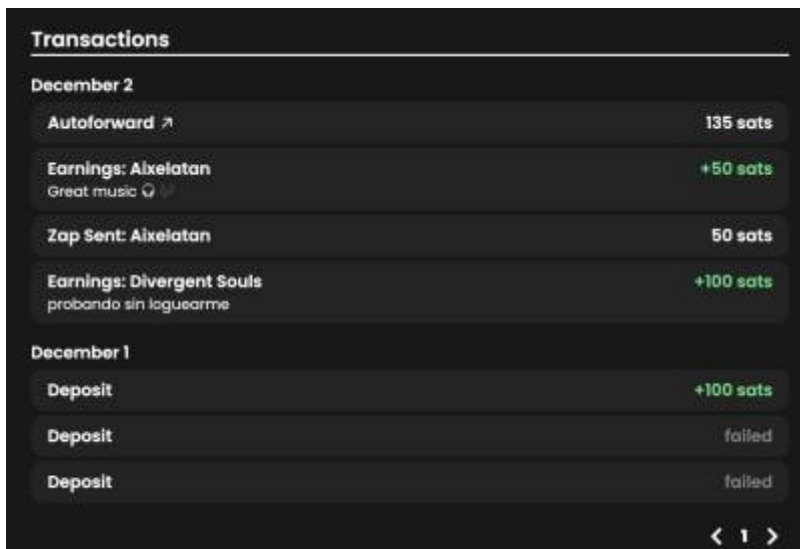 Transactions
December 2
Autoforward ↗ 135 sats
Earnings: Aixelatan +50 sats
Great music 🎧
Zap Sent: Aixelatan 50 sats
Earnings: Divergent Souls +100 sats
probando sin loguearme
December 1
Deposit +100 sats
Deposit failed
Deposit failed
< 1 >